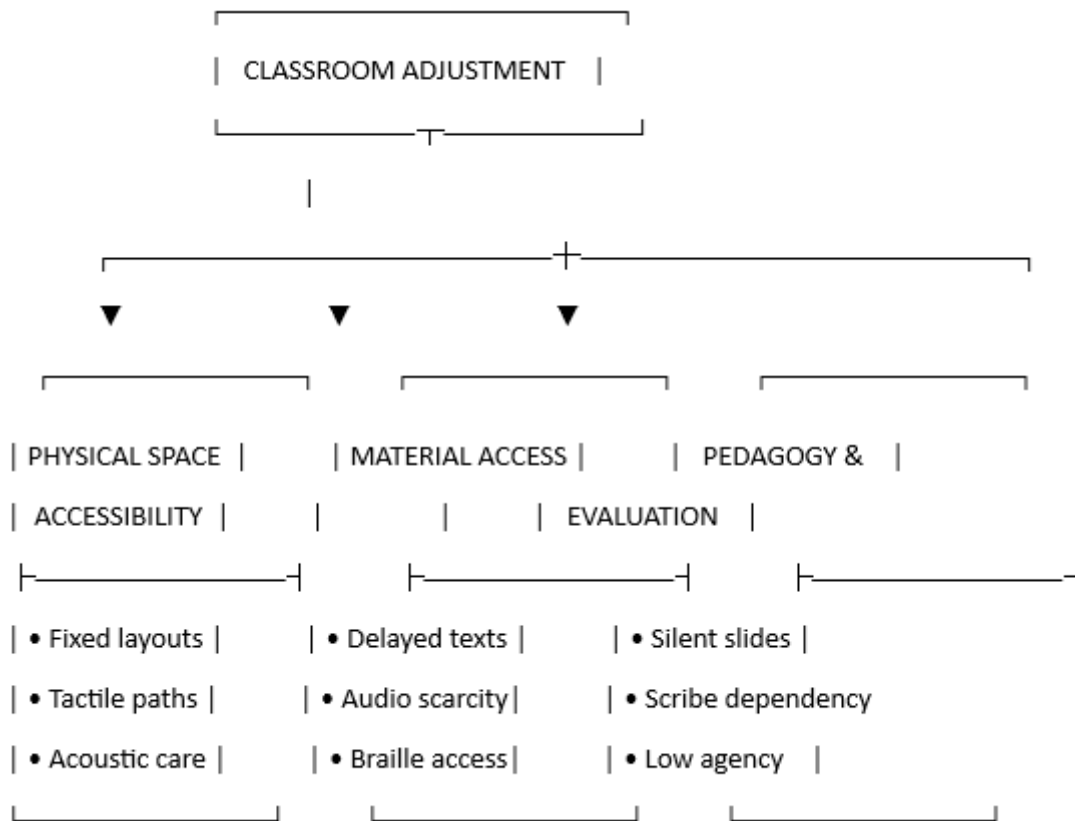 CLASSROOM ADJUSTMENT
PHYSICAL SPACE MATERIAL ACCESS PEDAGOGY &
ACCESSIBILITY EVALUATION
• Fixed layouts • Delayed texts • Silent slides
• Tactile paths • Audio scarcity • Scribe dependency
• Acoustic care • Braille access • Low agency